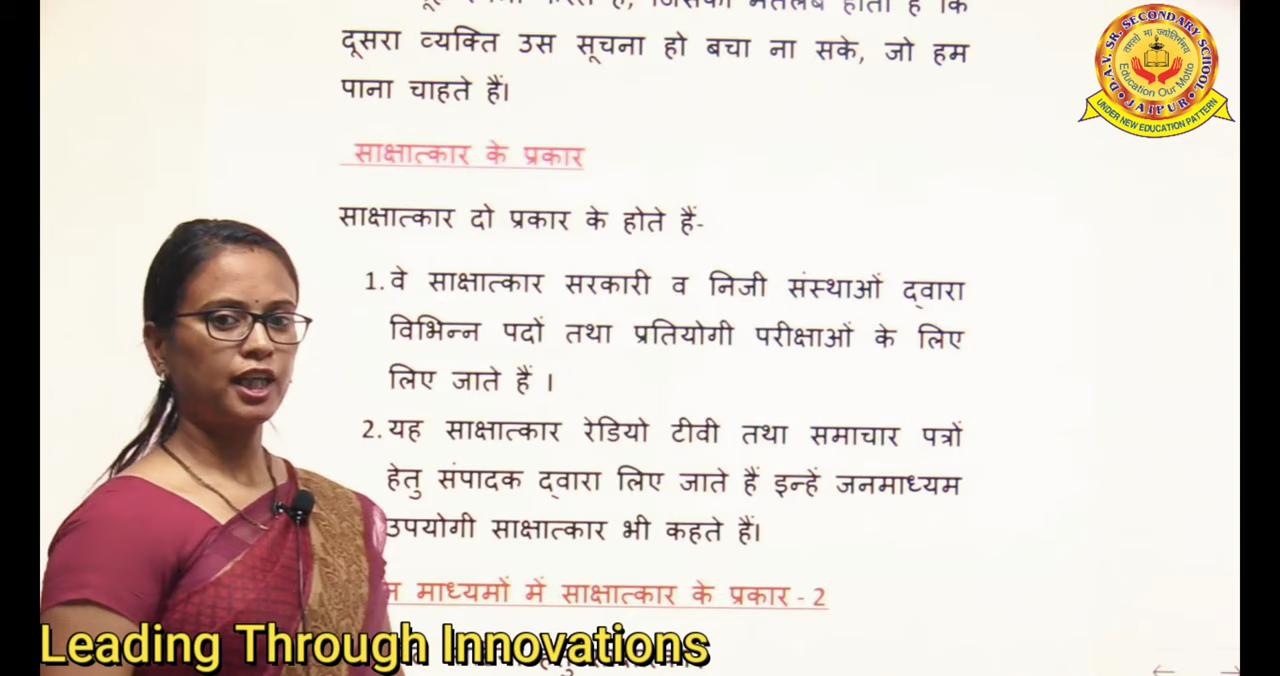 दूसरा व्यक्ति उस सूचना हो बचा ना सके, जो हम
पाना चाहते हैं।
साक्षात्कार के प्रकार
साक्षात्कार दो प्रकार के होते हैं-
1. वे साक्षात्कार सरकारी व निजी संस्थाओं द्वारा
विभिन्न पदों तथा प्रतियोगी परीक्षाओं के लिए
लिए जाते हैं ।
2. यह साक्षात्कार रेडियो टीवी तथा समाचार पत्रों
हेतु संपादक द्वारा लिए जाते हैं इन्हें जनमाध्यम
उपयोगी साक्षात्कार भी कहते हैं।
माध्यमों में साक्षात्कार के प्रकार - 2
Leading Through Innovations
D.A.V. SR. SECONDARY SCHOOL
तमसो मा ज्योतिर्गमय
Education Our Motto
JAIPUR
UNDER NEW EDUCATION PATTERN